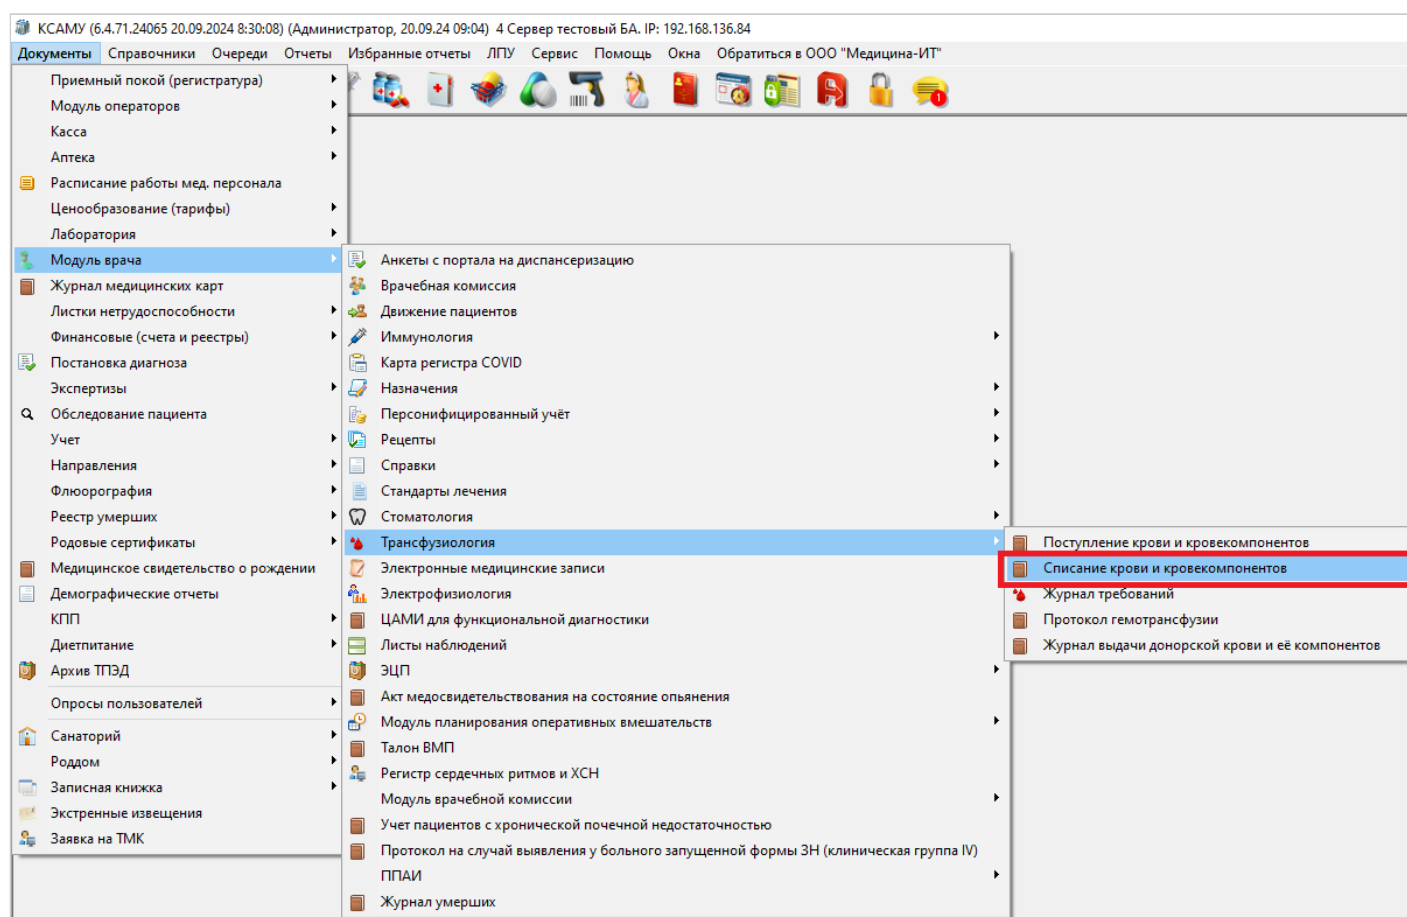 КСАМУ (6.4.71.24065 20.09.2024 8:30:08) (Администратор, 20.09.24 09:04) 4 Сервер тестовый БА. IP: 192.168.136.84
Документы Справочники Очереди Отчеты Избранные отчеты ЛПУ Сервис Помощь Окна Обратиться в ООО "Медицина-ИТ"
Приемный покой (регистратура)
Модуль операторов
Касса
Аптека
Расписание работы мед. персонала
Ценообразование (тарифы)
Лаборатория
Модуль врача
Журнал медицинских карт
Листки нетрудоспособности
Финансовые (счета и реестры)
Постановка диагноза
Экспертизы
Обследование пациента
Учет
Направления
Флюорография
Реестр умерших
Родовые сертификаты
Медицинское свидетельство о рождении
Демографические отчеты
КПП
Диетпитание
Архив ТПЭД
Опросы пользователей
Санаторий
Роддом
Записная книжка
Экстренные извещения
Заявка на ТМК
Анкеты с портала на диспансеризацию
Врачебная комиссия
Движение пациентов
Иммунология
Карта регистра COVID
Назначения
Персонифицированный учёт
Рецепты
Справки
Стандарты лечения
Стоматология
Трансфузиология
Электронные медицинские записи
Электрофизиология
ЦАМИ для функциональной диагностики
Листы наблюдений
ЭЦП
Акт медосвидетельствования на состояние опьянения
Модуль планирования оперативных вмешательств
Талон ВМП
Регистр сердечных ритмов и ХСН
Модуль врачебной комиссии
Учет пациентов с хронической почечной недостаточностью
Протокол на случай выявления у больного запущенной формы ЗН (клиническая группа IV)
ППАИ
Журнал умерших
Поступление крови и кровекомпонентов
Списание крови и кровекомпонентов
Журнал требований
Протокол гемотрансфузии
Журнал выдачи донорской крови и её компонентов